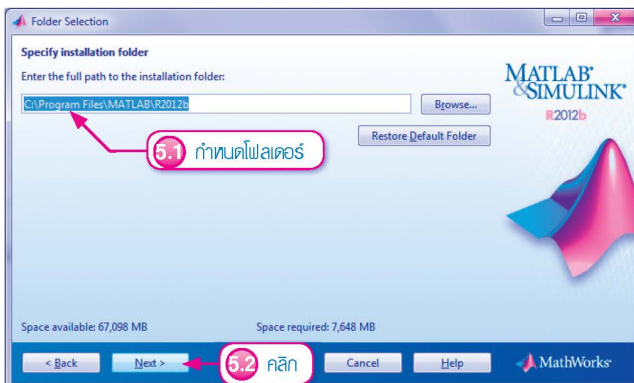 Folder Selection
Specify installation folder
Enter the full path to the installation folder:
C:\Program Files\MATLAB\R2012b
Browse...
Restore Default Folder
5.1 กำหนดโฟลเดอร์
MATLAB®
&SIMULINK®
R2012b
Space available: 67,098 MB
Space required: 7,648 MB
< Back
Next >
5.2 คลิก
Cancel
Help
MathWorks®